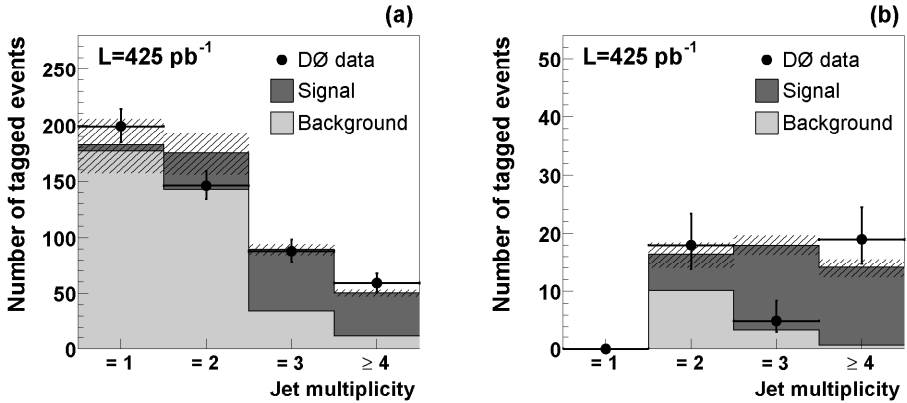 (a)
L=425 pb-1
DØ data
Signal
Background
Number of tagged events
250
200
150
100
50
0
= 1
= 2
= 3
≥ 4
Jet multiplicity
(b)
L=425 pb-1
DØ data
Signal
Background
Number of tagged events
50
40
30
20
10
0
= 1
= 2
= 3
≥ 4
Jet multiplicity